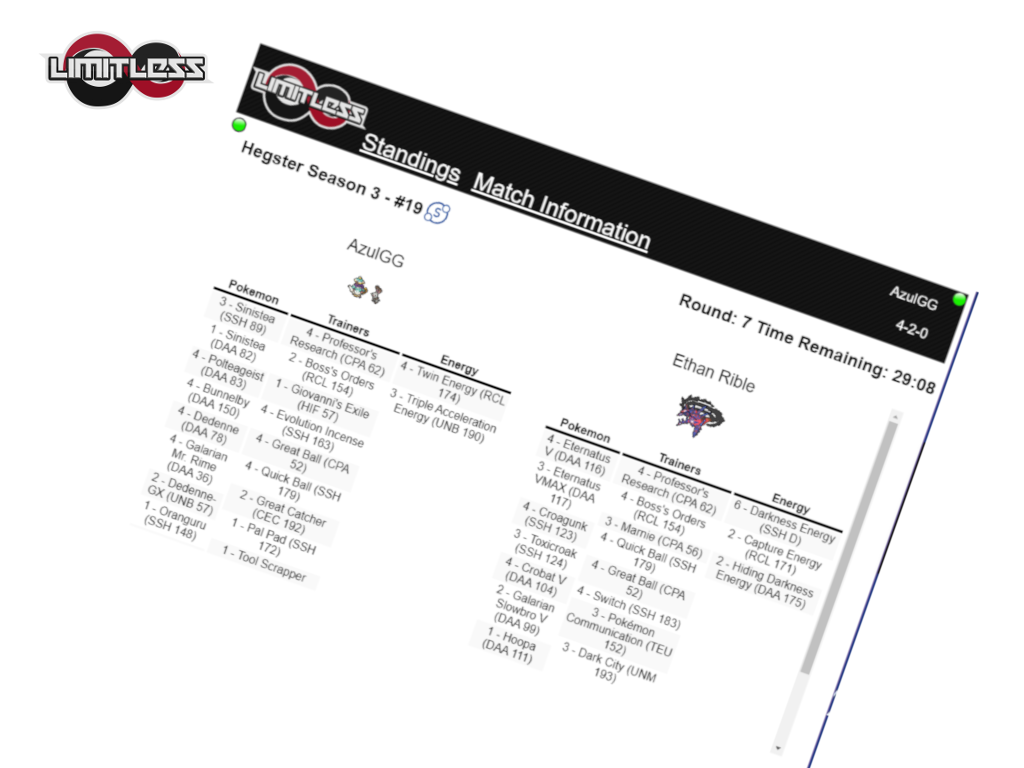 LIMITLESS
LIMITLESS
Standings Match Information
AzulGG
4-2-0
Hegster Season 3 - #19
S
Round: 7 Time Remaining: 29:08
AzulGG
Pokemon
3 - Sinistea
(SSH 89)
1 - Sinistea
(DAA 82)
4 - Polteageist
(DAA 83)
4 - Bunnelby
(DAA 150)
4 - Dedenne
(DAA 78)
4 - Galarian
Mr. Rime
(DAA 36)
2 - Dedenne-
GX (UNB 57)
1 - Oranguru
(SSH 148)
Trainers
4 - Professor's
Research (CPA 62)
2 - Boss's Orders
(RCL 154)
1 - Giovanni's Exile
(HIF 57)
4 - Evolution Incense
(SSH 163)
4 - Great Ball (CPA
52)
4 - Quick Ball (SSH
179)
2 - Great Catcher
(CEC 192)
1 - Pal Pad (SSH
172)
1 - Tool Scrapper
Energy
4 - Twin Energy (RCL
174)
3 - Triple Acceleration
Energy (UNB 190)
Ethan Rible
Pokemon
4 - Eternatus
V (DAA 116)
3 - Eternatus
VMAX (DAA
117)
4 - Croagunk
(SSH 123)
3 - Toxicroak
(SSH 124)
4 - Crobat V
(DAA 104)
2 - Galarian
Slowbro V
(DAA 99)
1 - Hoopa
(DAA 111)
Trainers
4 - Professor's
Research (CPA 62)
4 - Boss's Orders
(RCL 154)
3 - Marnie (CPA 56)
4 - Quick Ball (SSH
179)
4 - Great Ball (CPA
52)
4 - Switch (SSH 183)
3 - Pokémon
Communication (TEU
152)
3 - Dark City (UNM
193)
Energy
6 - Darkness Energy
(SSH D)
2 - Capture Energy
(RCL 171)
2 - Hiding Darkness
Energy (DAA 175)